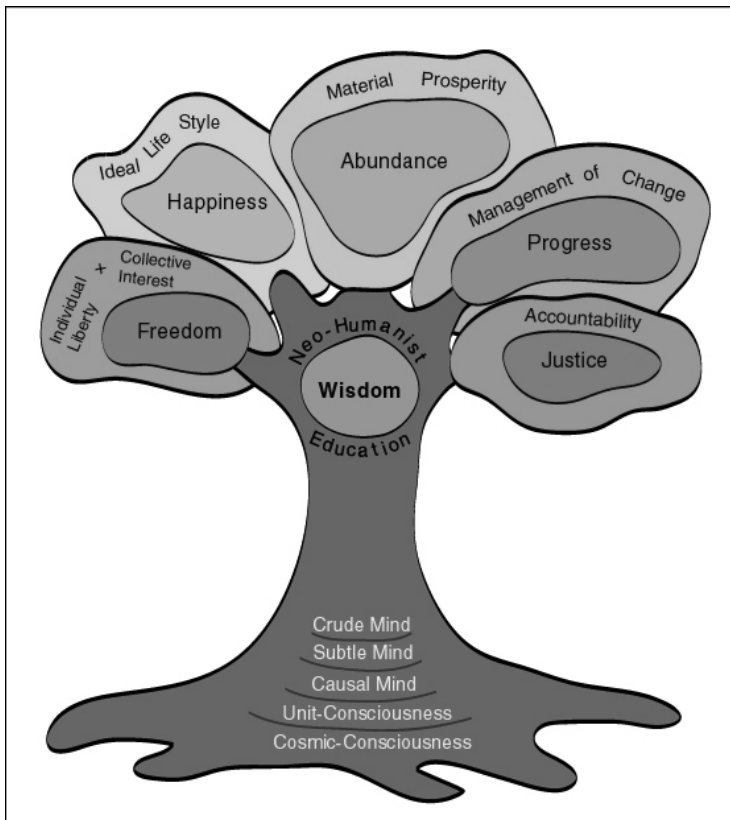 Material Prosperity
Abundance
Ideal Life Style
Happiness
Management of Change
Progress
Individual Liberty + Collective Interest
Freedom
Accountability
Justice
Neo-Humanist
Wisdom
Education
Crude Mind
Subtle Mind
Causal Mind
Unit-Consciousness
Cosmic-Consciousness